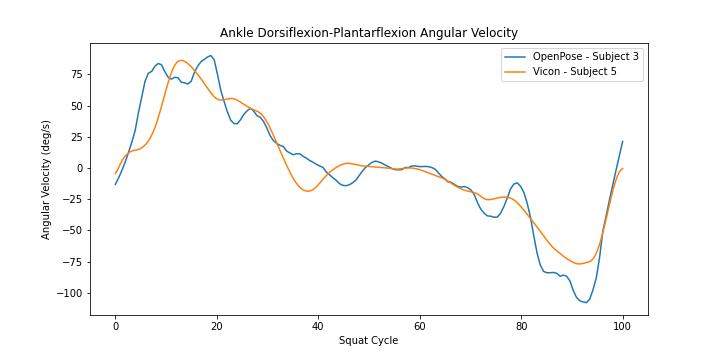 Ankle Dorsiflexion-Plantarflexion Angular Velocity
OpenPose - Subject 3
Vicon - Subject 5
Angular Velocity (deg/s)
75
50
25
0
−25
−50
−75
−100
0
20
40
60
80
100
Squat Cycle